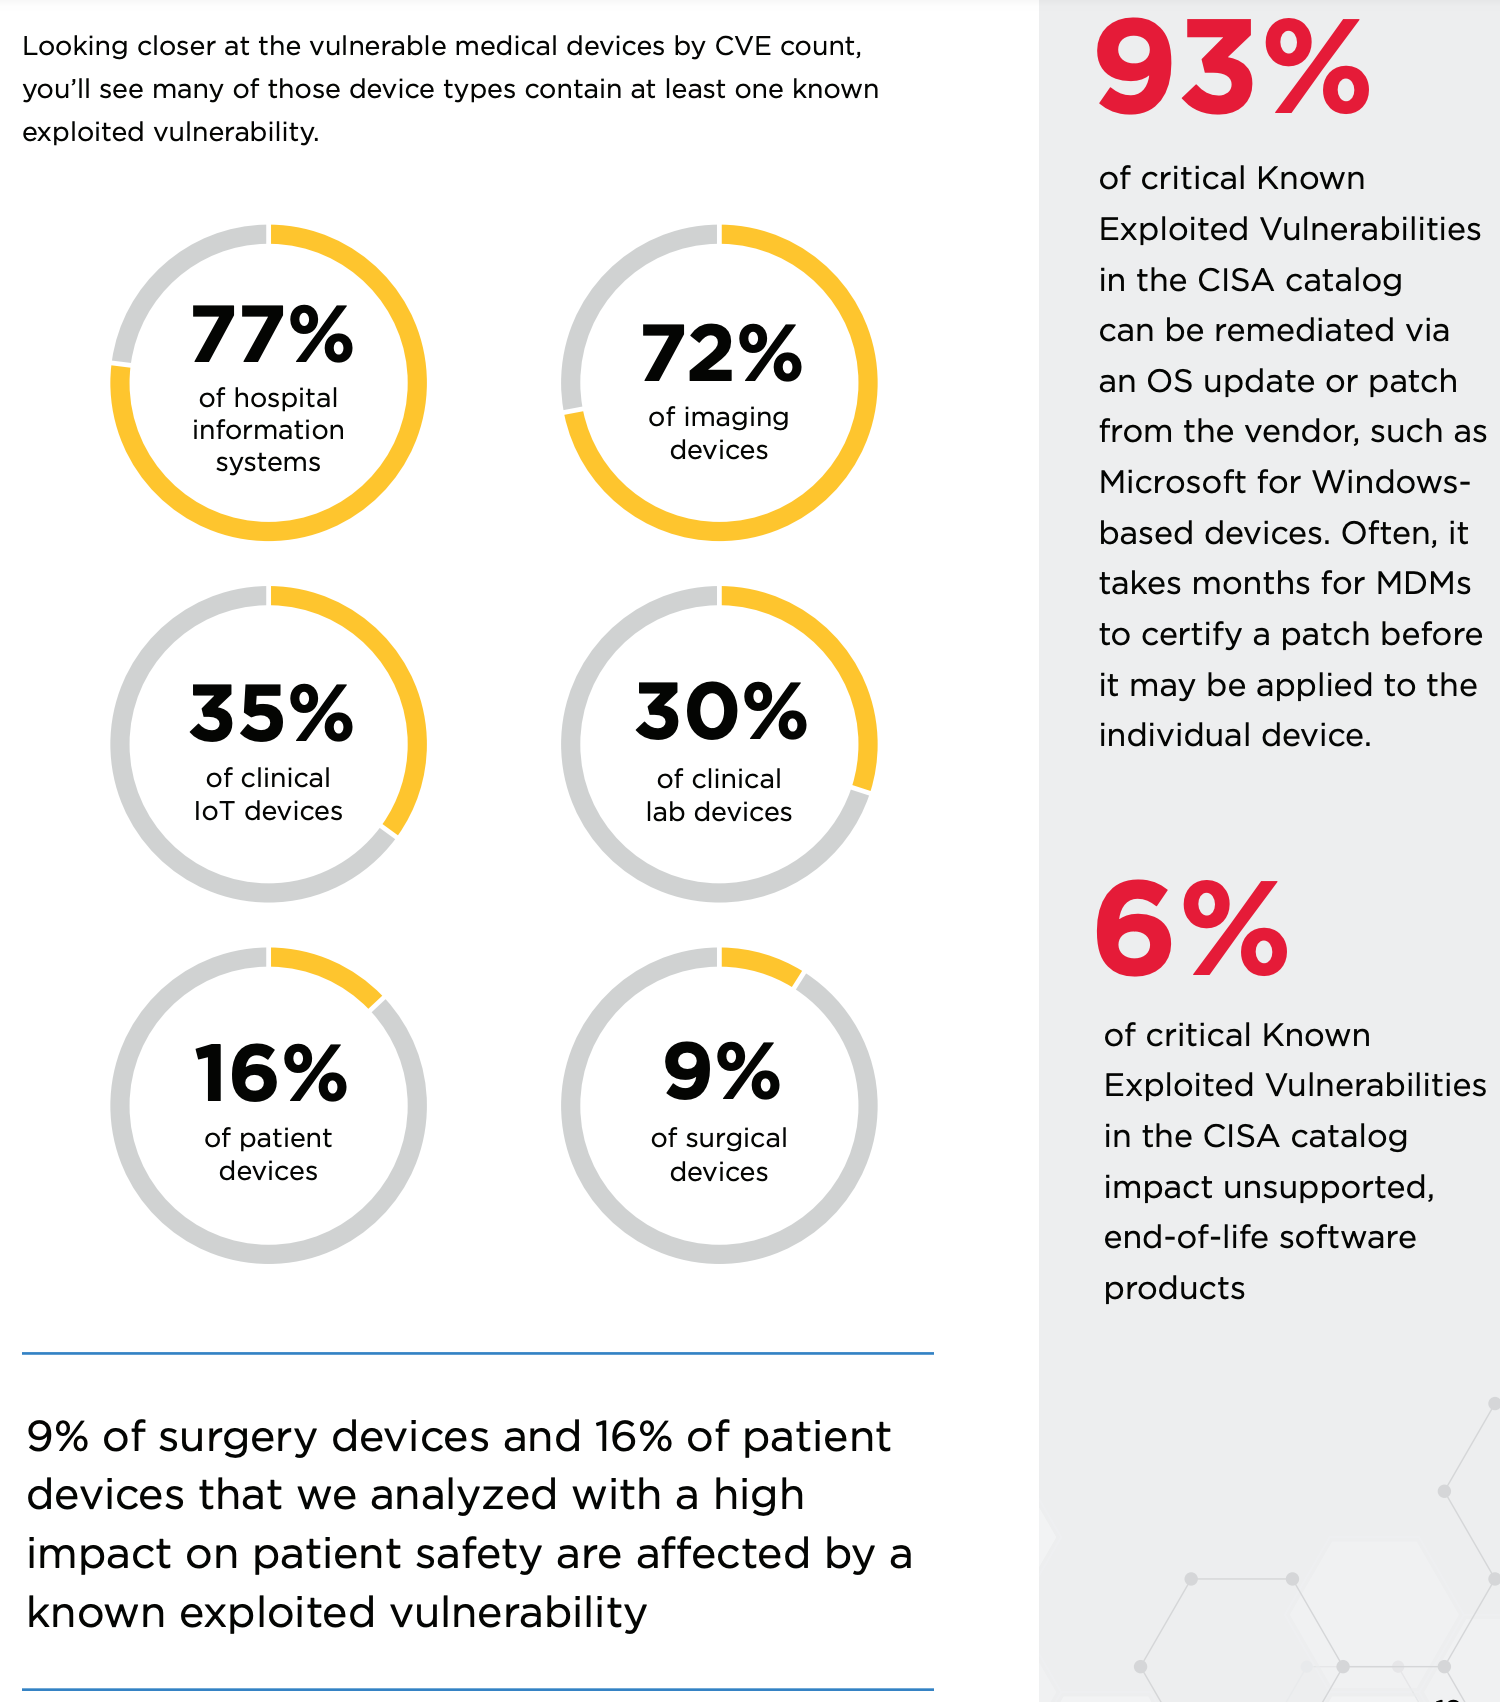 Looking closer at the vulnerable medical devices by CVE count,
you’ll see many of those device types contain at least one known
exploited vulnerability.
77%
of hospital
information
systems
72%
of imaging
devices
35%
of clinical
IoT devices
30%
of clinical
lab devices
16%
of patient
devices
9%
of surgical
devices
9% of surgery devices and 16% of patient
devices that we analyzed with a high
impact on patient safety are affected by a
known exploited vulnerability
93%
of critical Known
Exploited Vulnerabilities
in the CISA catalog
can be remediated via
an OS update or patch
from the vendor, such as
Microsoft for Windows-
based devices. Often, it
takes months for MDMs
to certify a patch before
it may be applied to the
individual device.
6%
of critical Known
Exploited Vulnerabilities
in the CISA catalog
impact unsupported,
end-of-life software
products